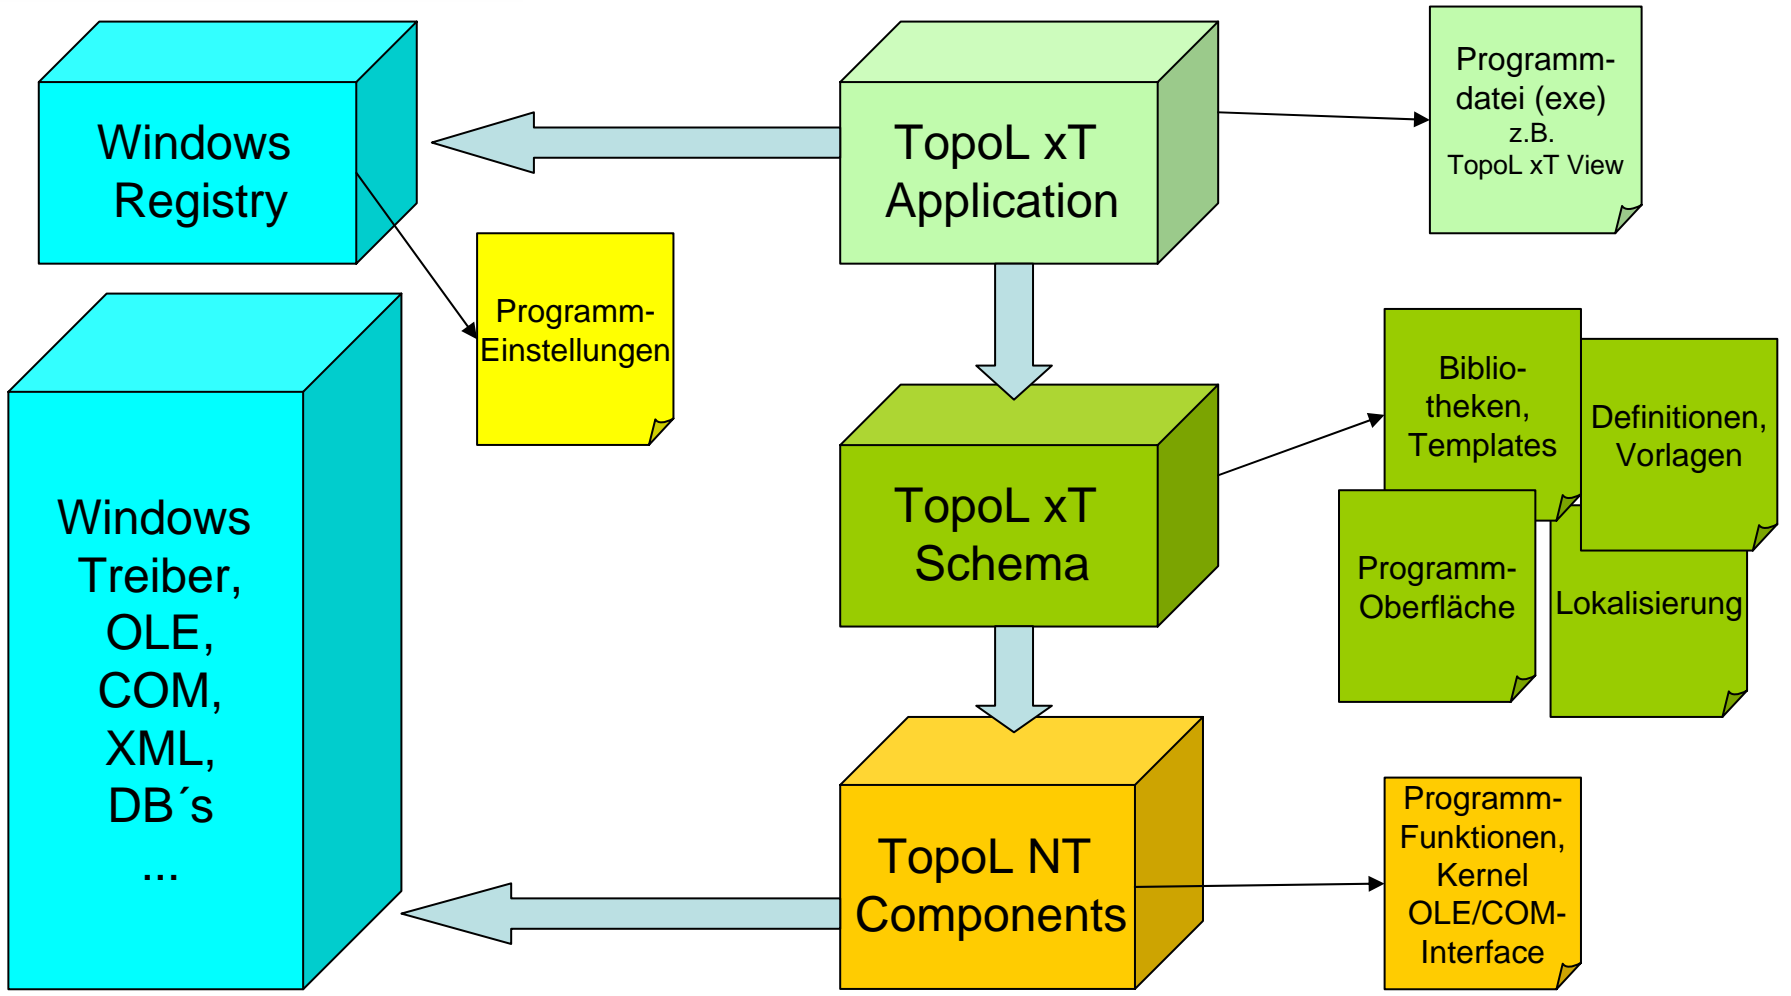 Windows
Registry
TopoL xT
Application
Programm-
datei (exe)
z.B.
TopoL xT View
Programm-
Einstellungen
Windows
Treiber,
OLE,
COM,
XML,
DB´s
...
TopoL xT
Schema
Biblio-
theken,
Templates
Definitionen,
Vorlagen
Programm-
Oberfläche
Lokalisierung
TopoL NT
Components
Programm-
Funktionen,
Kernel
OLE/COM-
Interface